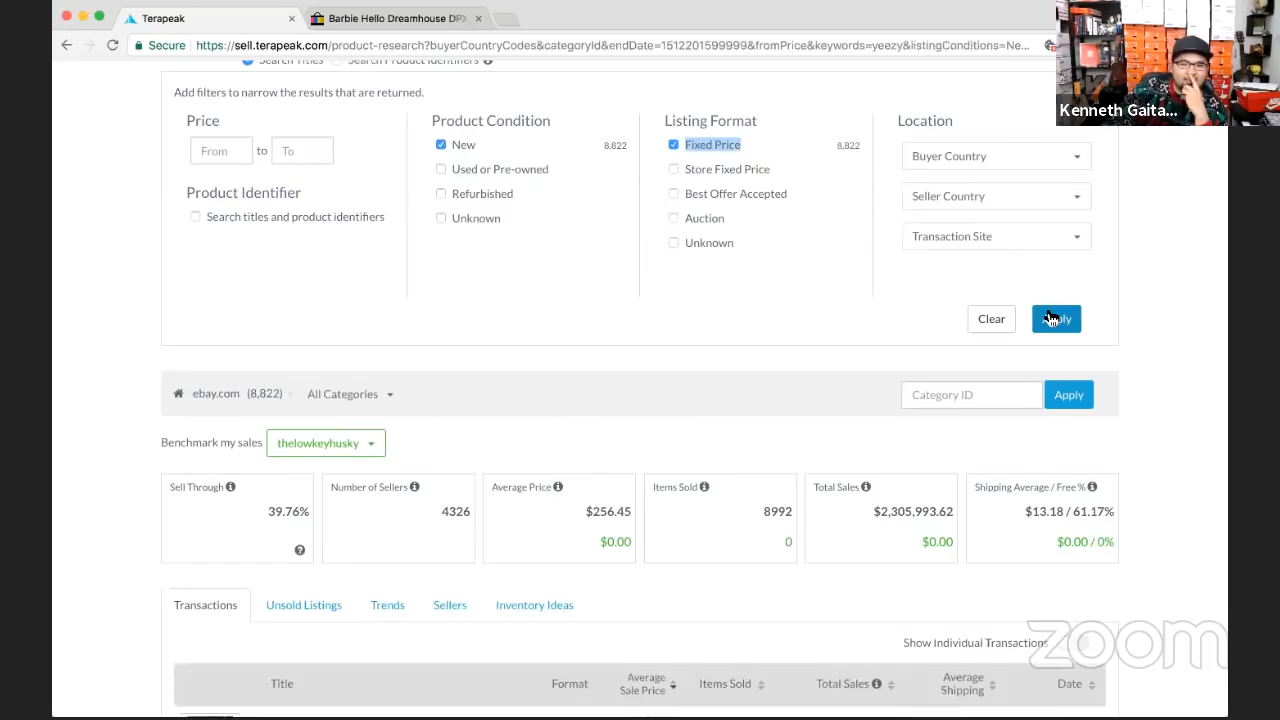 Terapeak
Barbie Hello Dreamhouse DPX
Secure https://sell.terapeak.com/product-research?buyerCountryCodes&categoryId&endDate=1512201599999&fromPrice&keywords=yeezy&listingConditions=Ne...
Kenneth Gaita...
Search Titles Search Product Identifiers
Add filters to narrow the results that are returned.
Price Product Condition Listing Format Location
From to To
New 8,822
Fixed Price 8,822
Buyer Country
Used or Pre-owned
Store Fixed Price
Product Identifier
Refurbished
Best Offer Accepted
Seller Country
Search titles and product identifiers
Unknown
Auction
Transaction Site
Unknown
Clear
ebay.com (8,822) All Categories
Category ID
Apply
Benchmark my sales thelowkeyhusky
Sell Through Number of Sellers Average Price Items Sold Total Sales Shipping Average / Free %
39.76% 4326 $256.45 8992 $2,305,993.62 $13.18 / 61.17%
$0.00 0 $0.00 $0.00 / 0%
Transactions Unsold Listings Trends Sellers Inventory Ideas
Show Individual Transactions
zoom
Title Format Average Sale Price Items Sold Total Sales Average Shipping Date